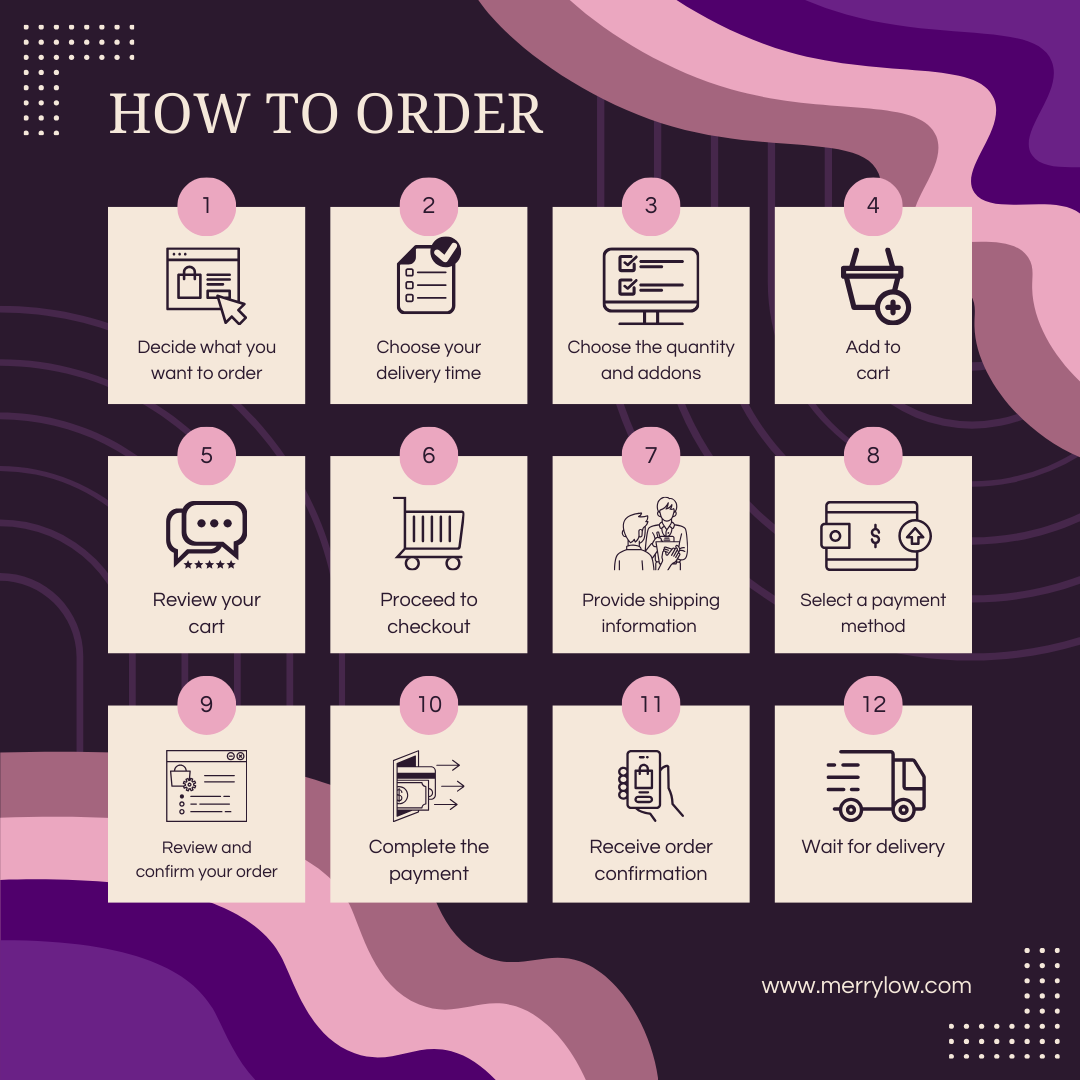 HOW TO ORDER
1
Decide what you
want to order
2
Choose your
delivery time
3
Choose the quantity
and addons
4
Add to
cart
5
Review your
cart
6
Proceed to
checkout
7
Provide shipping
information
$
8
Select a payment
method
9
Review and
confirm your order
$
10
Complete the
payment
11
Receive order
confirmation
12
Wait for delivery
www.merrylow.com